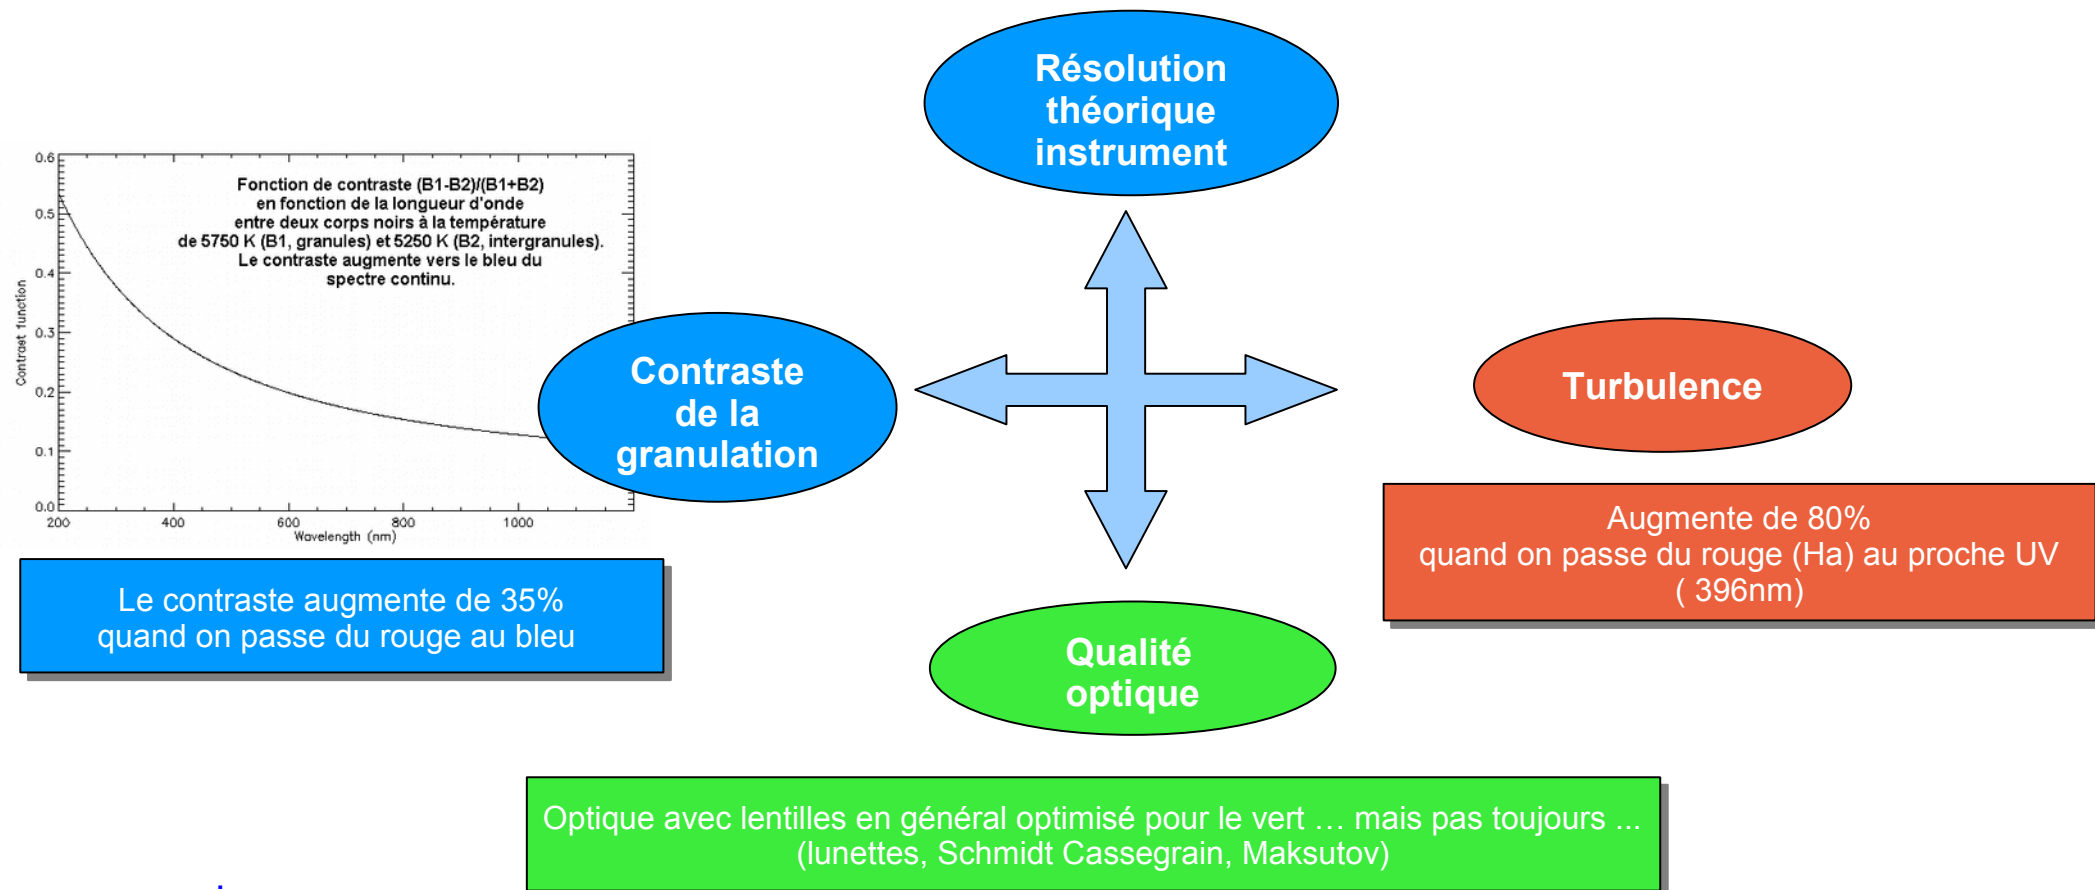 Résolution
théorique
instrument
0.6
0.5
0.4
0.3
0.2
0.1
0.0
Contrast function
Fonction de contraste (B1-B2)/(B1+B2)
en fonction de la longueur d'onde
entre deux corps noirs à la température
de 5750 K (B1, granules) et 5250 K (B2, intergranules).
Le contraste augmente vers le bleu du
spectre continu.
200 400 600 800 1000
Wavelength (nm)
Contraste
de la
granulation
Turbulence
Augmente de 80%
quand on passe du rouge (Ha) au proche UV
( 396nm)
Le contraste augmente de 35%
quand on passe du rouge au bleu
Qualité
optique
Optique avec lentilles en général optimisé pour le vert … mais pas toujours ...
(lunettes, Schmidt Cassegrain, Maksutov)